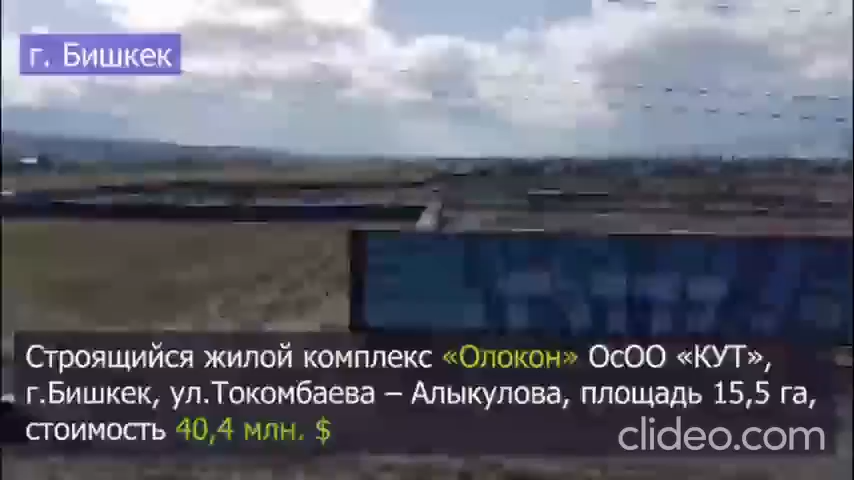 г. Бишкек
Строящийся жилой комплекс «Олокон» ОсОО «КУТ»,
г.Бишкек, ул.Токомбаева – Алыкулова, площадь 15,5 га,
стоимость 40,4 млн. $
clideo.com